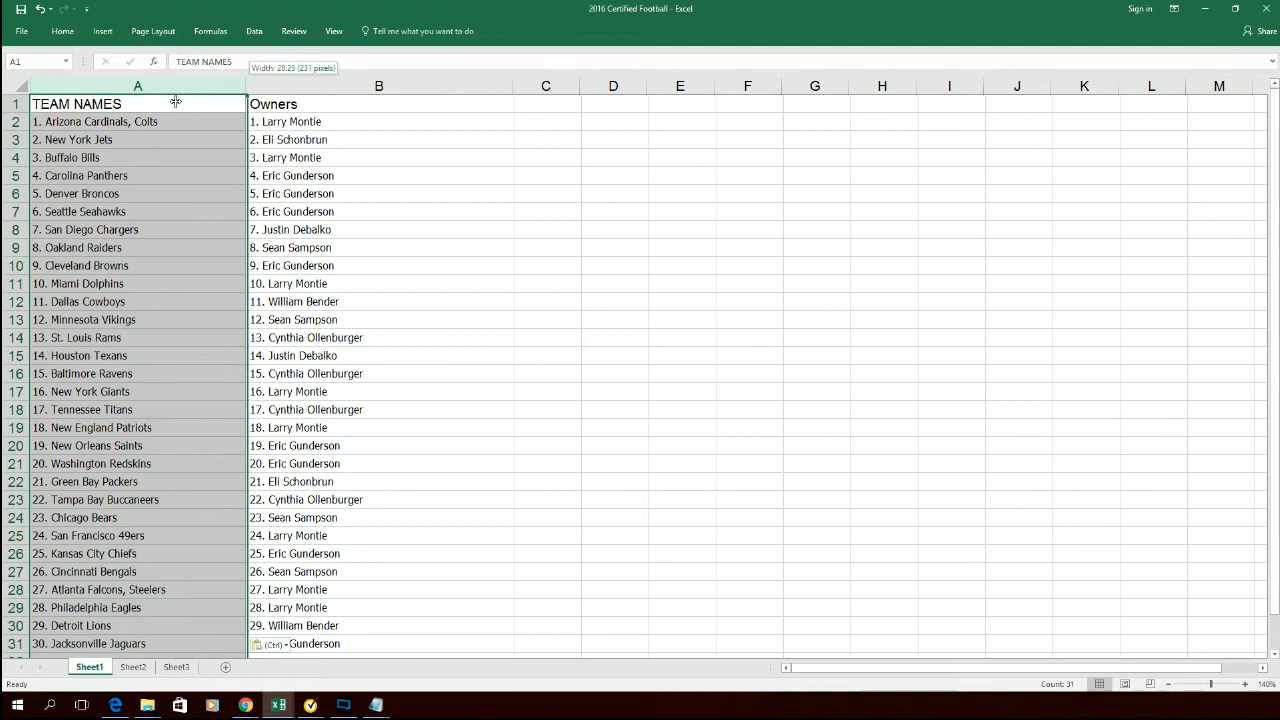 2016 Certified Football - Excel
Sign in
File Home Insert Page Layout Formulas Data Review View Tell me what you want to do Share
A1 fx TEAM NAMES
Width: 28.25 (231 pixels)
A B C D E F G H I J K L M
1 TEAM NAMES Owners
2 1. Arizona Cardinals, Colts 1. Larry Montie
3 2. New York Jets 2. Eli Schonbrun
4 3. Buffalo Bills 3. Larry Montie
5 4. Carolina Panthers 4. Eric Gunderson
6 5. Denver Broncos 5. Eric Gunderson
7 6. Seattle Seahawks 6. Eric Gunderson
8 7. San Diego Chargers 7. Justin Debalko
9 8. Oakland Raiders 8. Sean Sampson
10 9. Cleveland Browns 9. Eric Gunderson
11 10. Miami Dolphins 10. Larry Montie
12 11. Dallas Cowboys 11. William Bender
13 12. Minnesota Vikings 12. Sean Sampson
14 13. St. Louis Rams 13. Cynthia Ollenburger
15 14. Houston Texans 14. Justin Debalko
16 15. Baltimore Ravens 15. Cynthia Ollenburger
17 16. New York Giants 16. Larry Montie
18 17. Tennessee Titans 17. Cynthia Ollenburger
19 18. New England Patriots 18. Larry Montie
20 19. New Orleans Saints 19. Eric Gunderson
21 20. Washington Redskins 20. Eric Gunderson
22 21. Green Bay Packers 21. Eli Schonbrun
23 22. Tampa Bay Buccaneers 22. Cynthia Ollenburger
24 23. Chicago Bears 23. Sean Sampson
25 24. San Francisco 49ers 24. Larry Montie
26 25. Kansas City Chiefs 25. Eric Gunderson
27 26. Cincinnati Bengals 26. Sean Sampson
28 27. Atlanta Falcons, Steelers 27. Larry Montie
29 28. Philadelphia Eagles 28. Larry Montie
30 29. Detroit Lions 29. William Bender
31 30. Jacksonville Jaguars (Ctrl) Gunderson
Sheet1 Sheet2 Sheet3
Ready Count: 31 140%